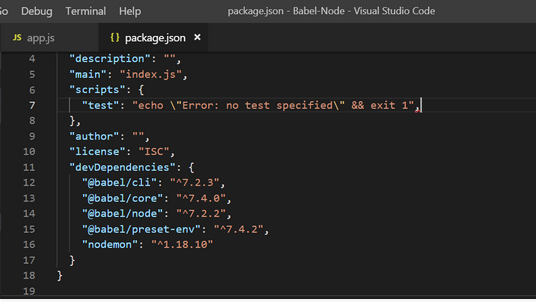 Go Debug Terminal Help package.json - Babel-Node - Visual Studio Code
JS app.js {} package.json ×
4 "description": "",
5 "main": "index.js",
6 "scripts": {
7 "test": "echo \"Error: no test specified\" && exit 1",
8 },
9 "author": "",
10 "license": "ISC",
11 "devDependencies": {
12 "@babel/cli": "^7.2.3",
13 "@babel/core": "^7.4.0",
14 "@babel/node": "^7.2.2",
15 "@babel/preset-env": "^7.4.2",
16 "nodemon": "^1.18.10"
17 }
18 }
19